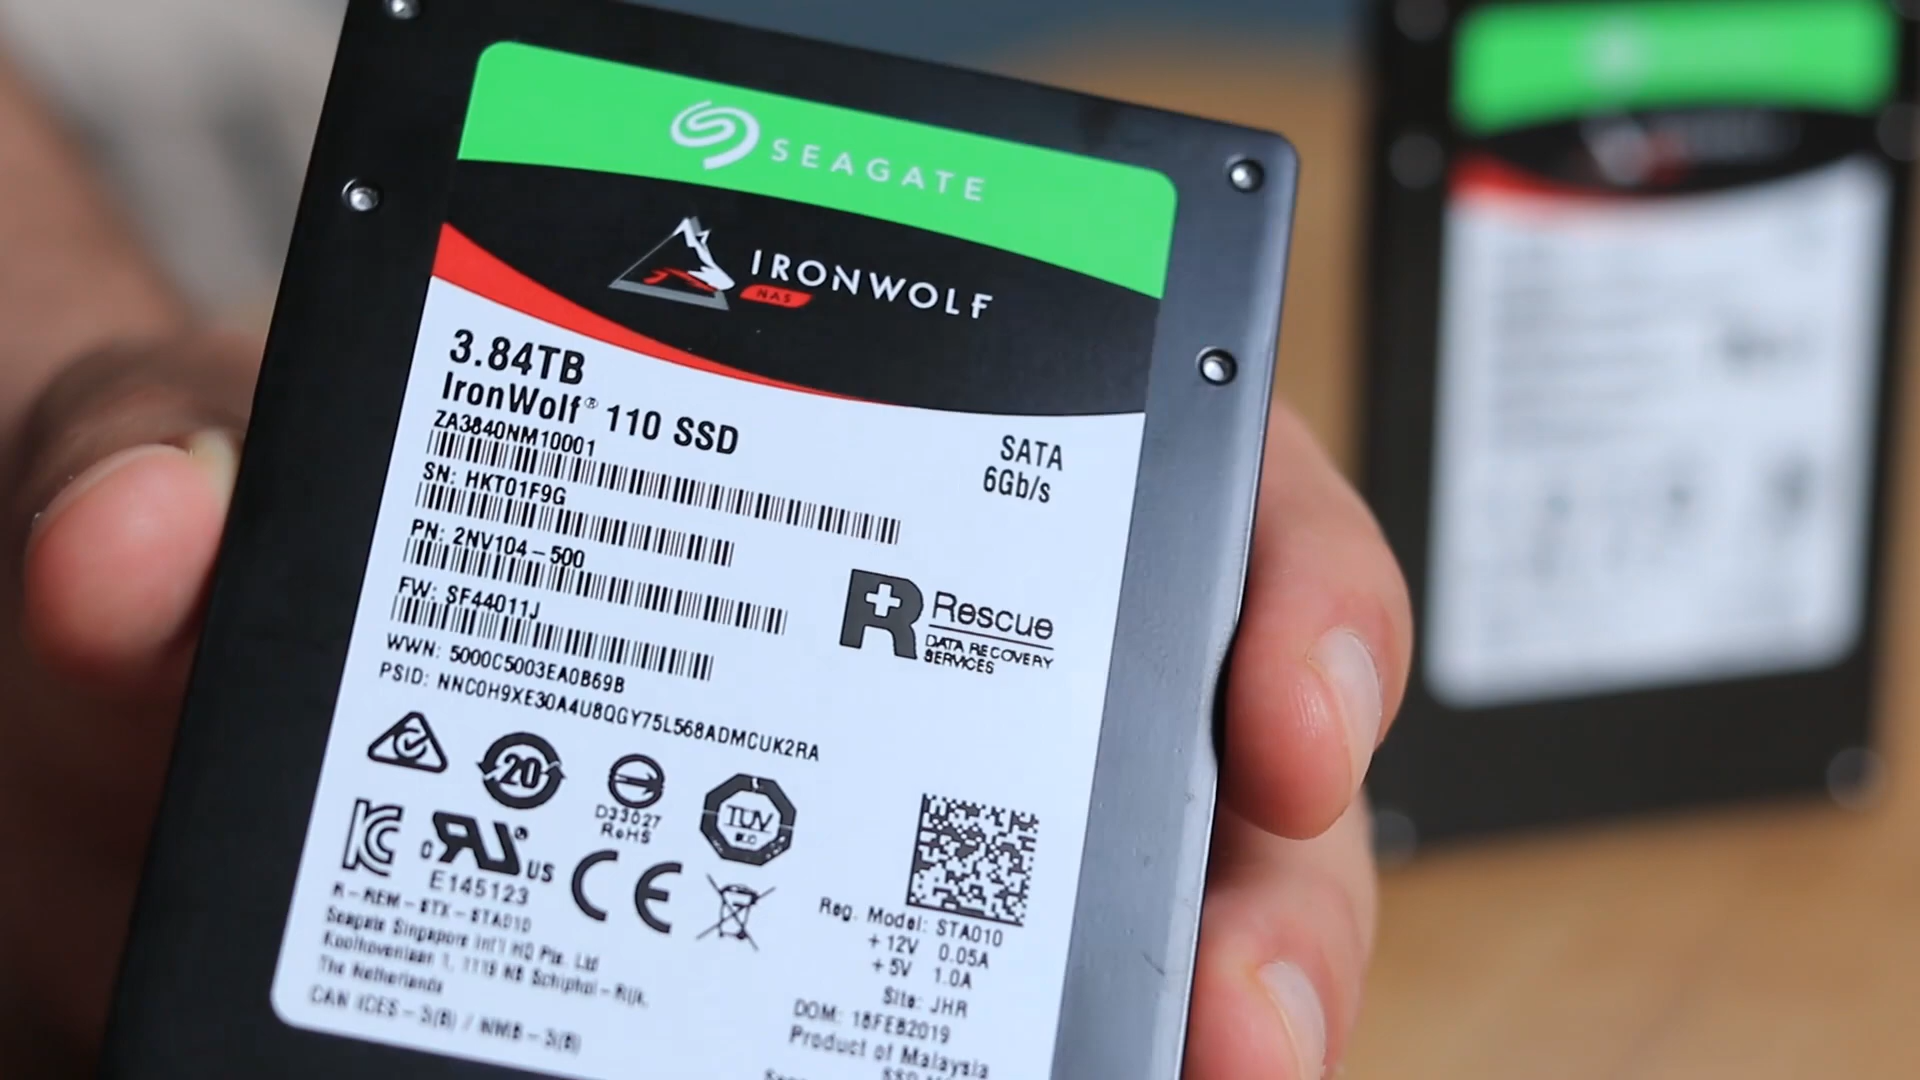 SEAGATE
IRONWOLF
NAS
3.84TB
IronWolf® 110 SSD
ZA3840NM10001
SATA
6Gb/s
SN: HKT01F9G
PN: 2NV104-500
FW: SF44011J
Rescue
DATA RECOVERY
SERVICES
WWN: 5000C5003EA0B69B
PSID: NNC0H9XE30A4U8QGY75L568ADMCUK2RA
20
D33027
RoHS
TUV
c UL® US
E145123
CE
R-REM-STX-STA010
Seagate Singapore Int'l HQ Pte. Ltd
Koolhovenlaan 1, 1119 NB Schiphol-Rijk,
The Netherlands
CAN ICES-3(B) / NMB-3(B)
Reg. Model: STA010
+12V 0.05A
+5V 1.0A
Site: JHR
DOM: 18FEB2019
Product of Malaysia